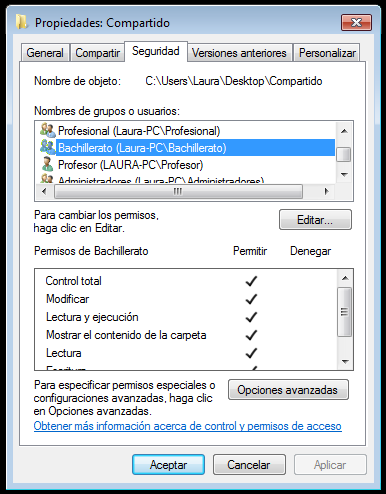 Propiedades: Compartido
General Compartir Seguridad Versiones anteriores Personalizar
Nombre de objeto: C:\Users\Laura\Desktop\Compartido
Nombres de grupos o usuarios:
Profesional (Laura-PC\Profesional)
Bachillerato (Laura-PC\Bachillerato)
Profesor (LAURA-PC\Profesor)
Administradores (Laura-PC\Administradores)
Para cambiar los permisos,
haga clic en Editar.
Editar...
Permisos de Bachillerato Permitir Denegar
Control total
Modificar
Lectura y ejecución
Mostrar el contenido de la carpeta
Lectura
Escritura
Para especificar permisos especiales o
configuraciones avanzadas, haga clic
en Opciones avanzadas.
Opciones avanzadas
Obtener más información acerca de control y permisos de acceso
Aceptar Cancelar Aplicar